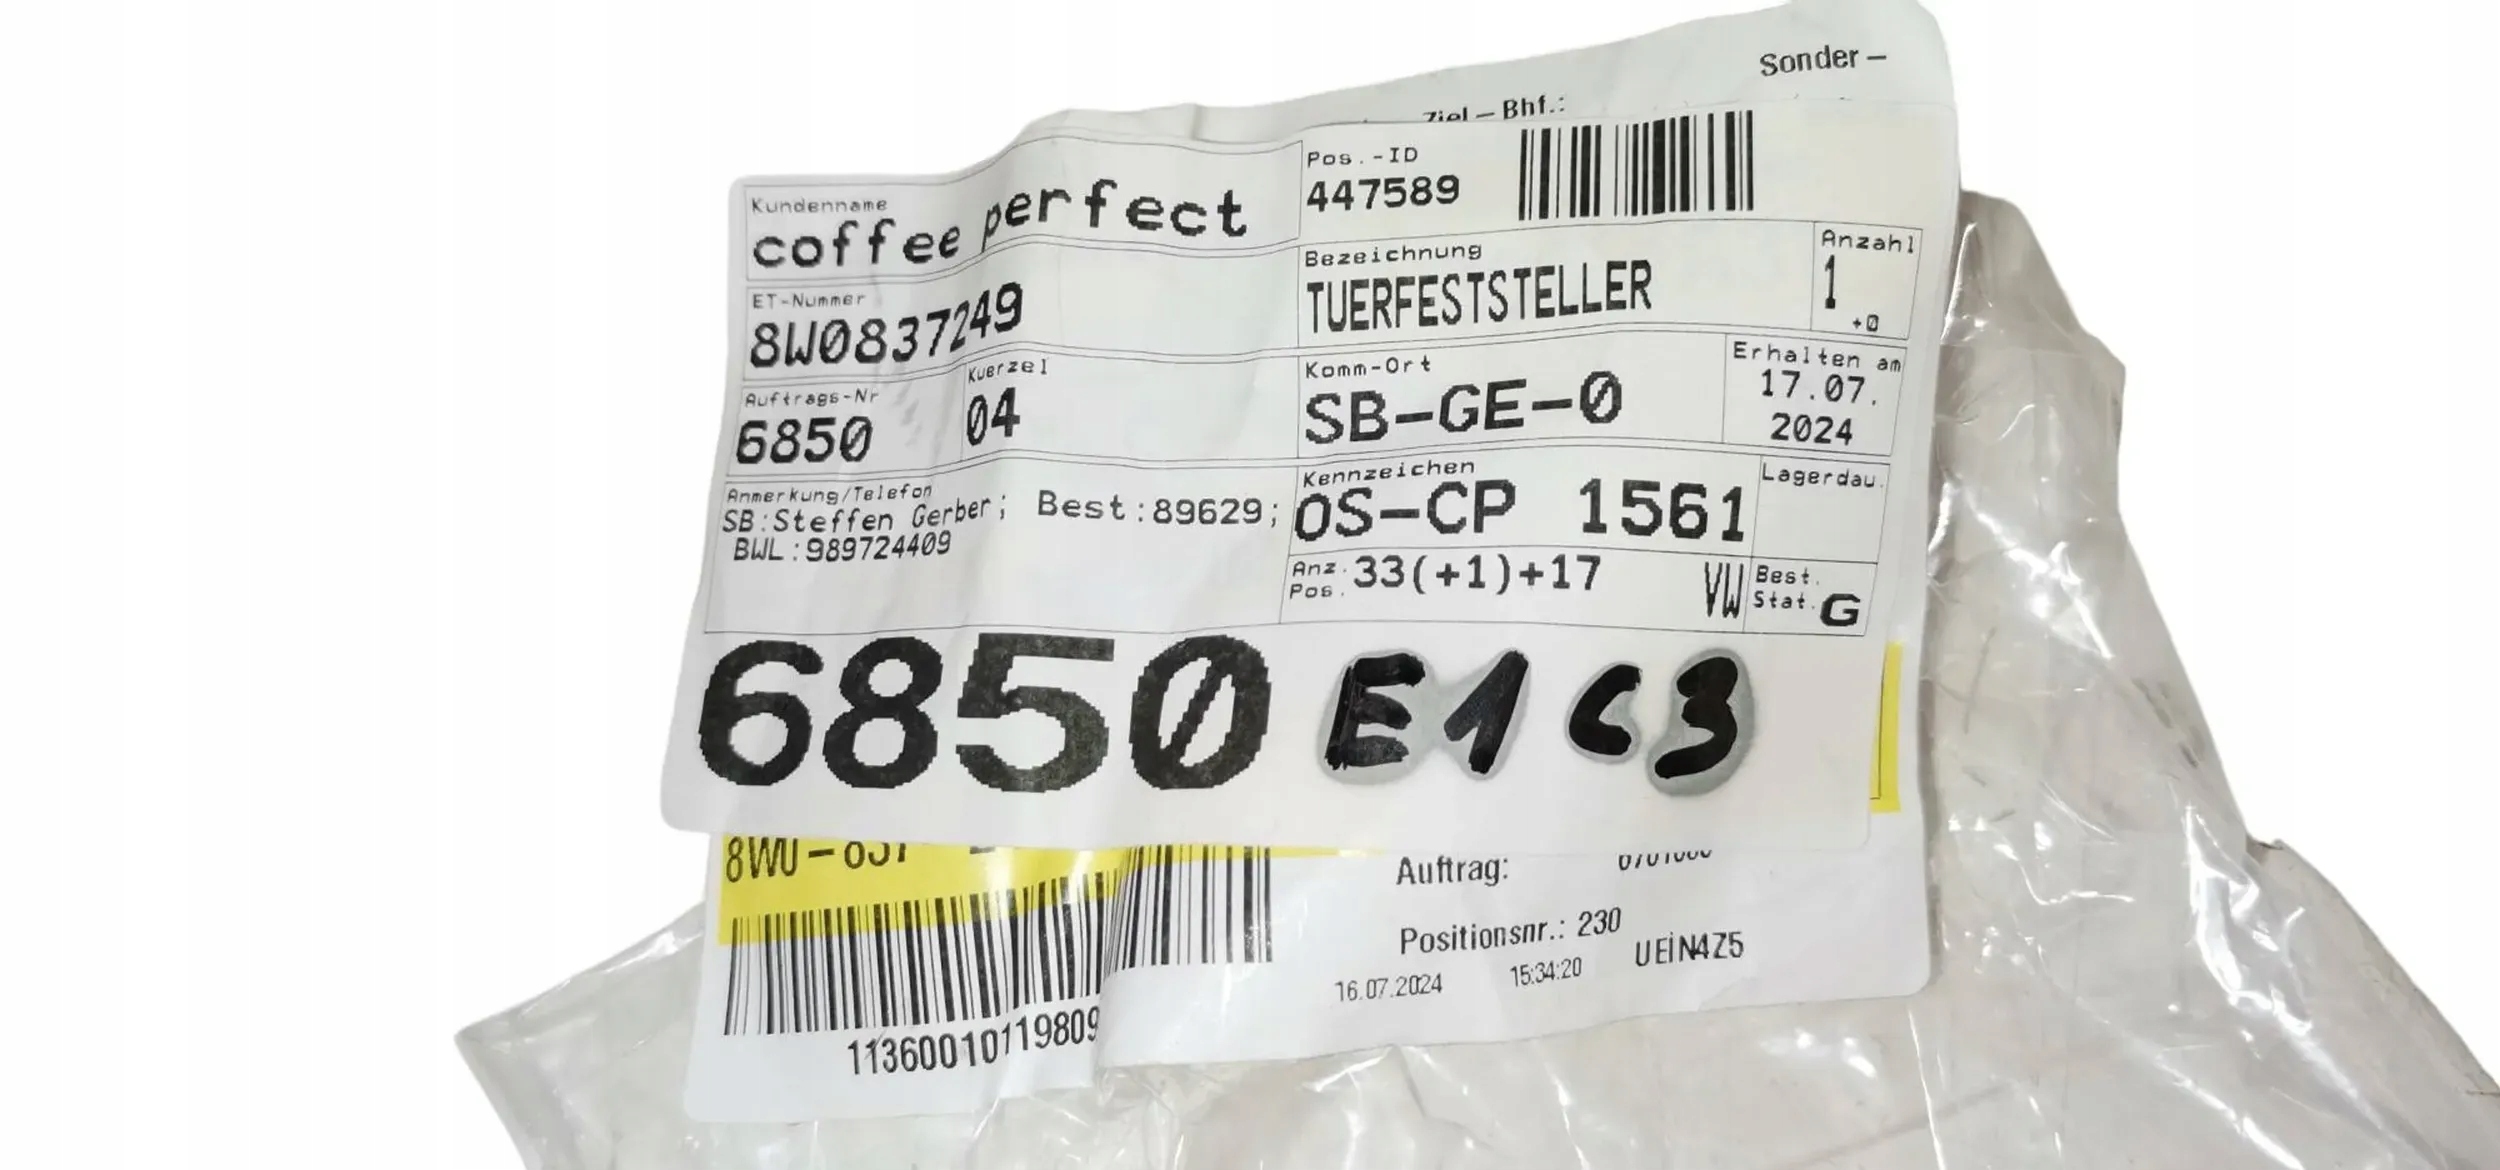 Sonder –
Ziel – Bhf.:
Kundenname
coffee perfect
Pos.-ID
447589
ET-Nummer
8W0837249
Bezeichnung
TUERFESTSTELLER
Anzahl
1
+0
Auftrags-Nr
6850
Kuerzel
04
Komm-Ort
SB-GE-0
Erhalten am
17.07.
2024
Anmerkung/Telefon
SB:Steffen Gerber; Best:89629;
BWL:989724409
Kennzeichen
OS-CP 1561
Lagerdau.
Anz.
Pos.
33(+1)+17
VW
Best.
Stat.
G
6850 E1 C3
Auftrag:
Positionsnr.: 230
16.07.2024 15:34:20 UEIN4Z5
11360010119809